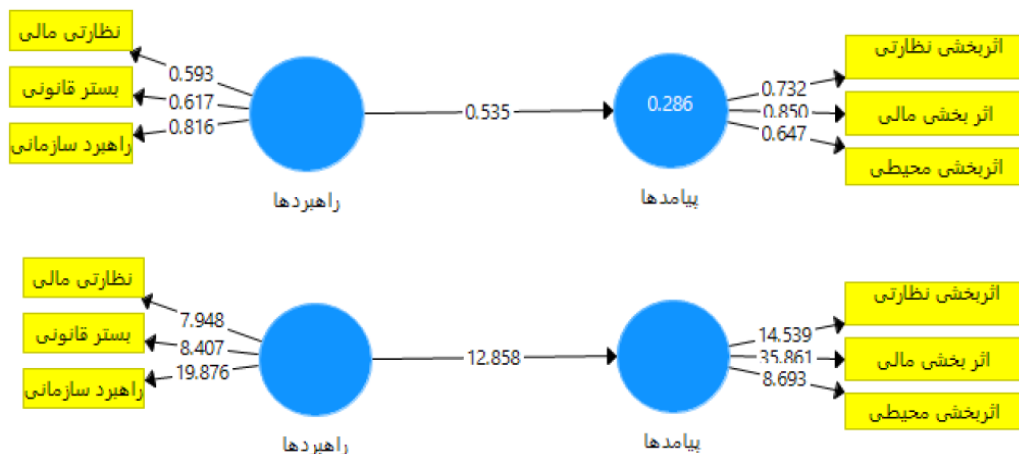 نظارتی مالی
بستر قانونی
راهبرد سازمانی
0.593
0.617
0.816
راهبردها
0.535
0.286
پیامدها
0.732
0.850
0.647
اثربخشی نظارتی
اثر بخشی مالی
اثربخشی محیطی
نظارتی مالی
بستر قانونی
راهبرد سازمانی
7.948
8.407
19.876
راهبردها
12.858
پیامدها
14.539
35.861
8.693
اثربخشی نظارتی
اثر بخشی مالی
اثربخشی محیطی